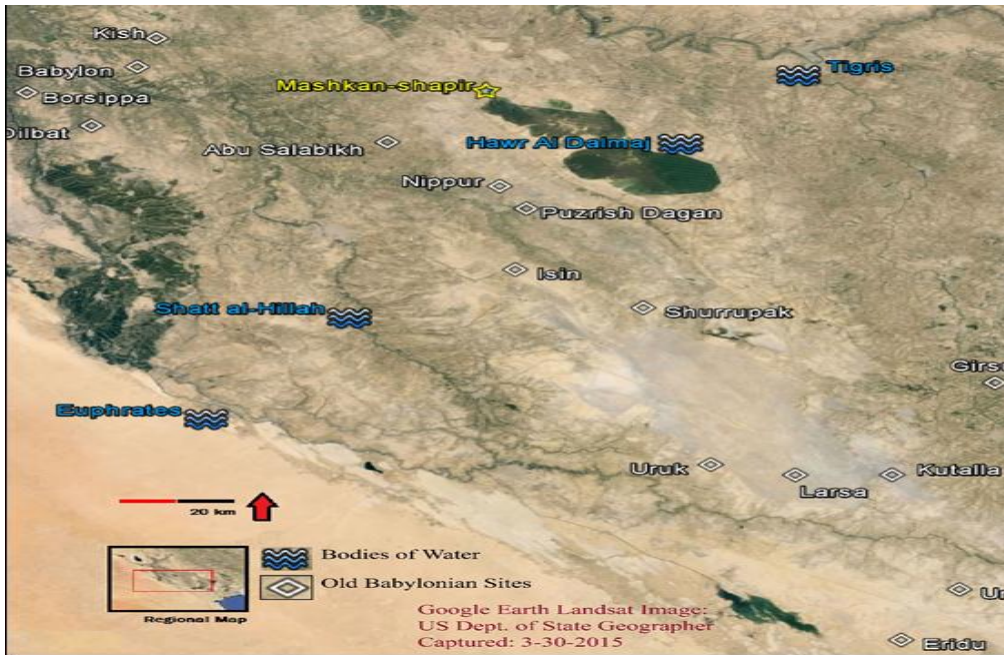 Kish
Tigris
Babylon
Mashkan-shapir
Borsippa
Dilbat
Abu Salabikh
Hawr Al Dalmaj
Nippur
Puzrish Dagan
Isin
Shatt al-Hillah
Shurrupak
Girs
Euphrates
Uruk
Kutalla
Larsa
20 km
Bodies of Water
Old Babylonian Sites
Ur
Regional Map
Google Earth Landsat Image:
US Dept. of State Geographer
Captured: 3-30-2015
Eridu